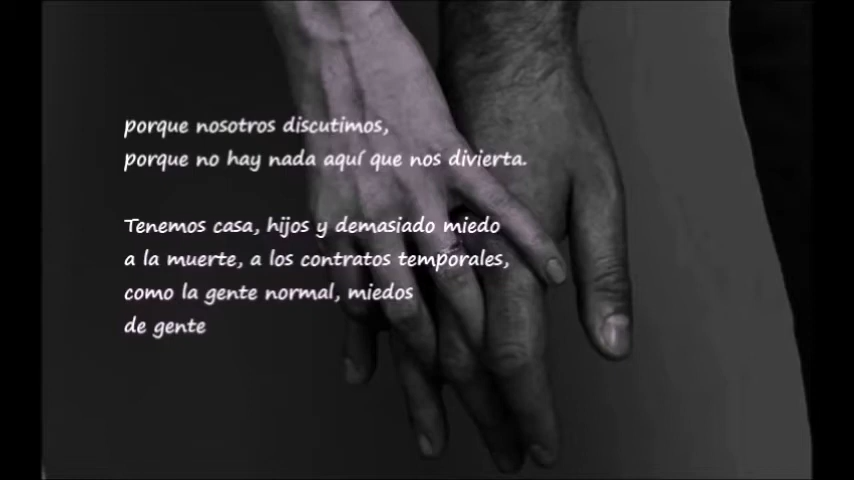 porque nosotros discutimos,
porque no hay nada aquí que nos divierta.
Tenemos casa, hijos y demasiado miedo
a la muerte, a los contratos temporales,
como la gente normal, miedos
de gente